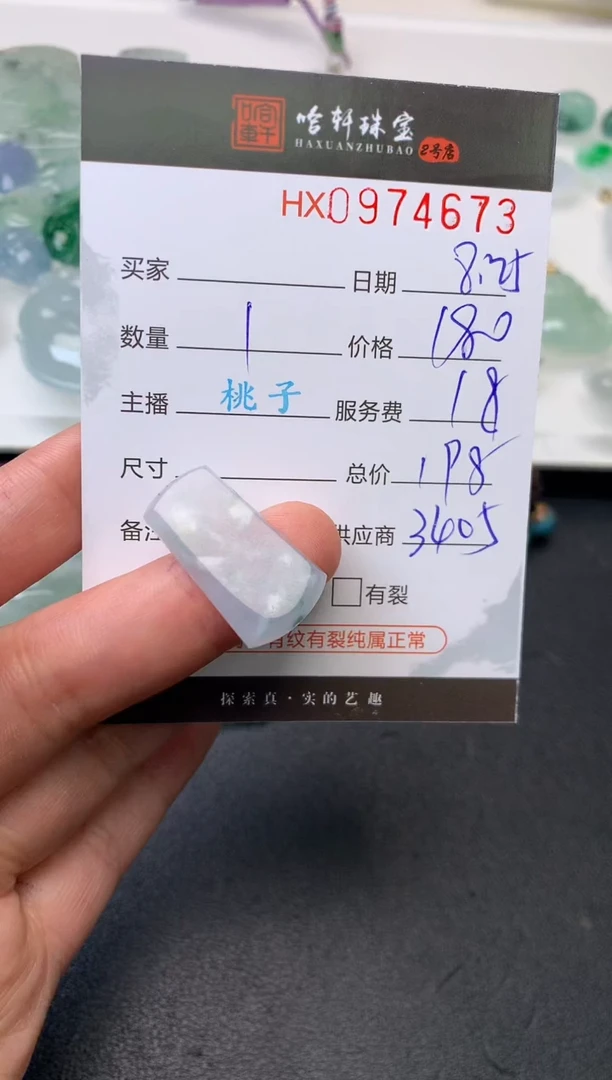 哈轩珠宝
HAXUANZHUBAO 2号店
HX0974673
买家 日期 8.25
数量 1 价格 180
主播 桃子 服务费 18
尺寸 总价 198
备注 供应商 3405
有裂
有纹有裂纯属正常
探索真·实的艺趣